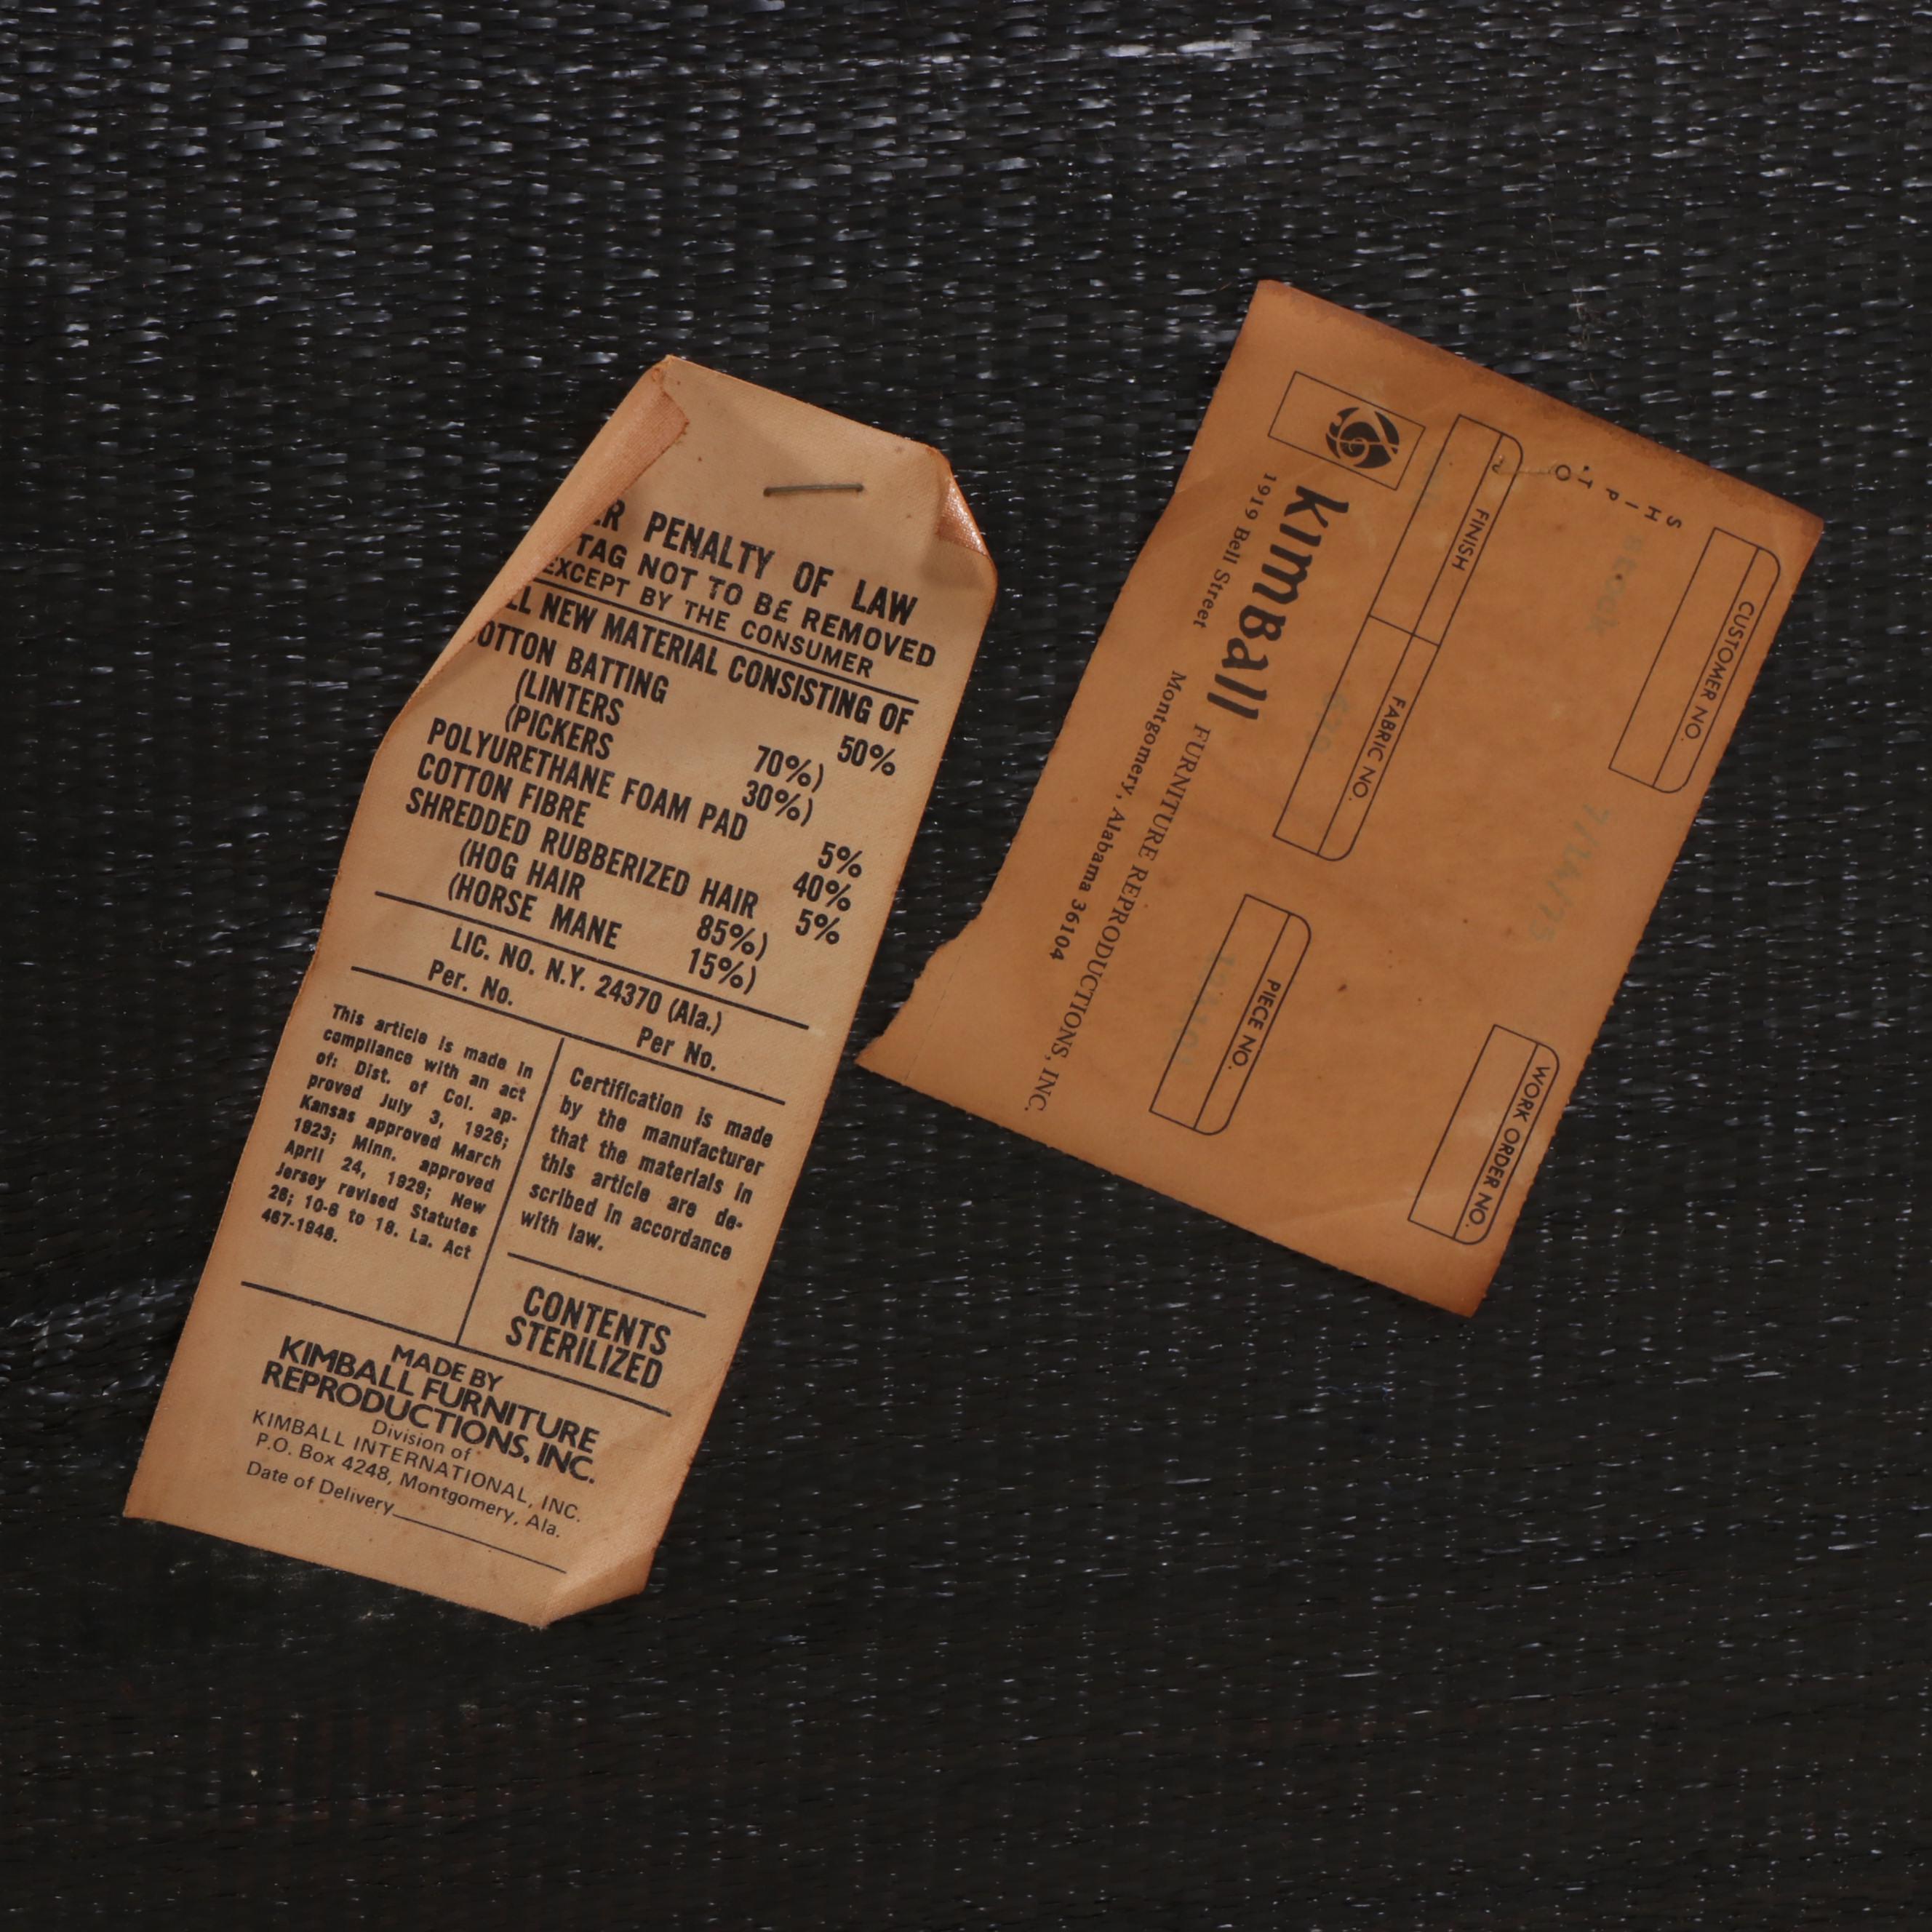 PENALTY OF LAW
TAG NOT TO BE REMOVED
EXCEPT BY THE CONSUMER
LL NEW MATERIAL CONSISTING OF
OTTON BATTING 50%
(LINTERS 70%)
(PICKERS 30%)
POLYURETHANE FOAM PAD 5%
COTTON FIBRE 40%
SHREDDED RUBBERIZED HAIR 5%
(HOG HAIR 85%)
(HORSE MANE 15%)
LIC. NO. N.Y. 24370 (Ala.)
Per. No. Per No.
This article is made in
compliance with an act
of: Dist. of Col. ap-
proved July 3, 1926;
Kansas approved March
1923; Minn. approved
April 24, 1929; New
Jersey revised Statutes
26; 10-6 to 18. La. Act
467-1948.
Certification is made
by the manufacturer
that the materials in
this article are de-
scribed in accordance
with law.
CONTENTS
STERILIZED
MADE BY
KIMBALL FURNITURE
REPRODUCTIONS, INC.
Division of
KIMBALL INTERNATIONAL, INC.
P.O. Box 4248, Montgomery, Ala.
Date of Delivery
CUSTOMER NO.
WORK ORDER NO.
SHIP
TO
Stock
FINISH
FABRIC NO.
PIECE NO.
KimBall FURNITURE REPRODUCTIONS, INC.
1919 Bell Street Montgomery, Alabama 36104